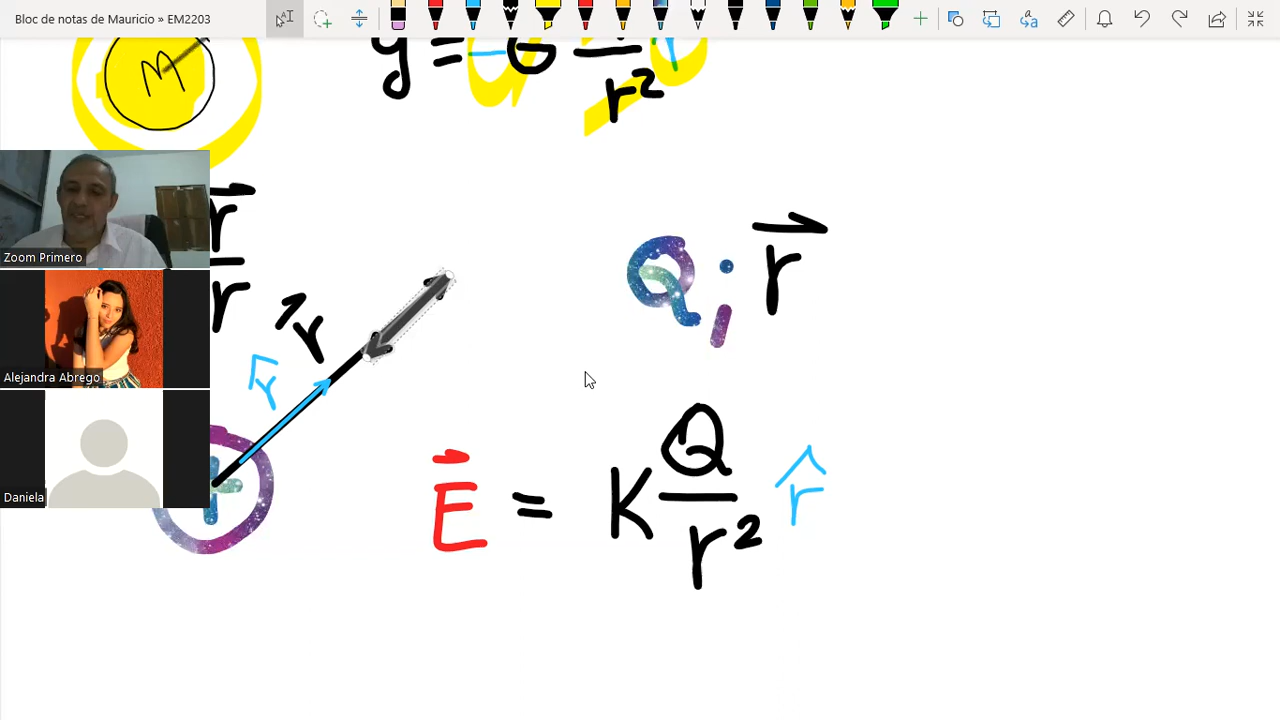 Bloc de notas de Mauricio » EM2203
M
g = - G / r² r
r / r
Zoom Primero
Q, r⃗
r⃗
r̂
Alejandra Abrego
+
Daniela
E⃗ = K Q / r² r̂